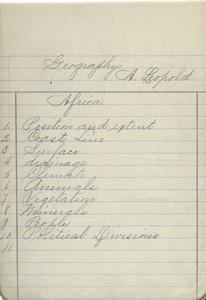 Geography
A. Leopold
Africa
1 Position and extent
2 Coast Line
3 Surface
4 drainage
5 Climate
6 Animals
7 Vegetation
8 Minerals
9 People
10 Political Divisions
11